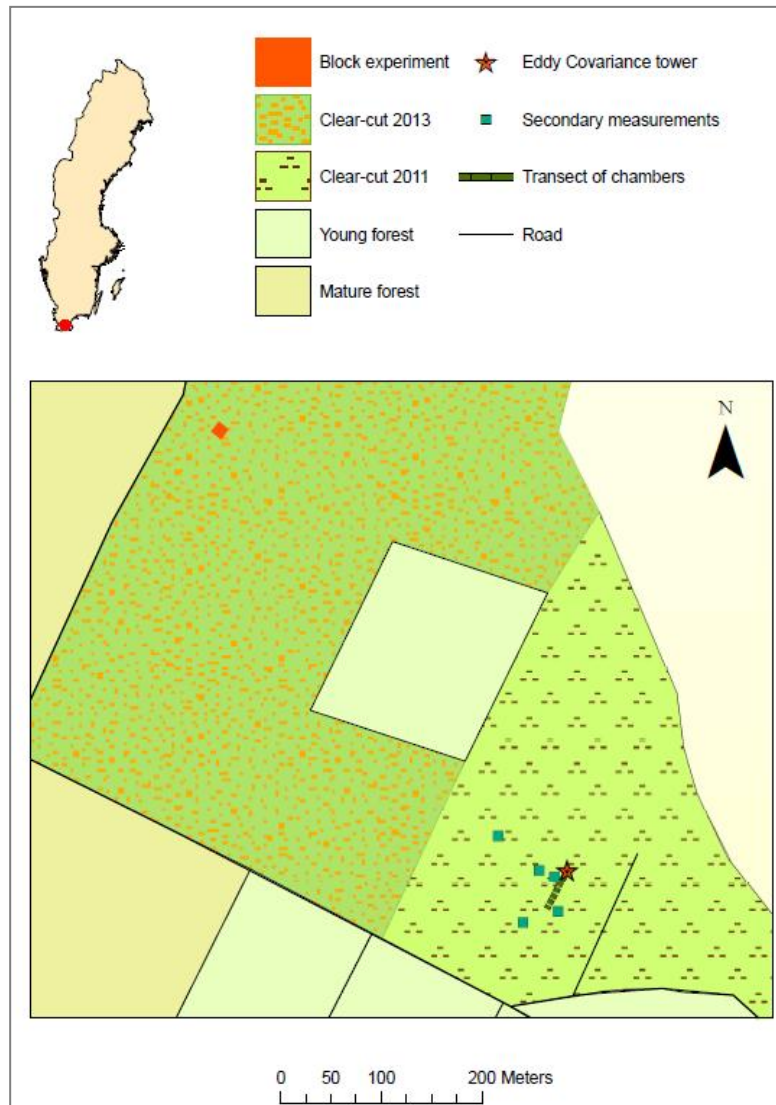 Block experiment
Eddy Covariance tower
Clear-cut 2013
Secondary measurements
Clear-cut 2011
Transect of chambers
Young forest
Road
Mature forest
N
0 50 100 200 Meters